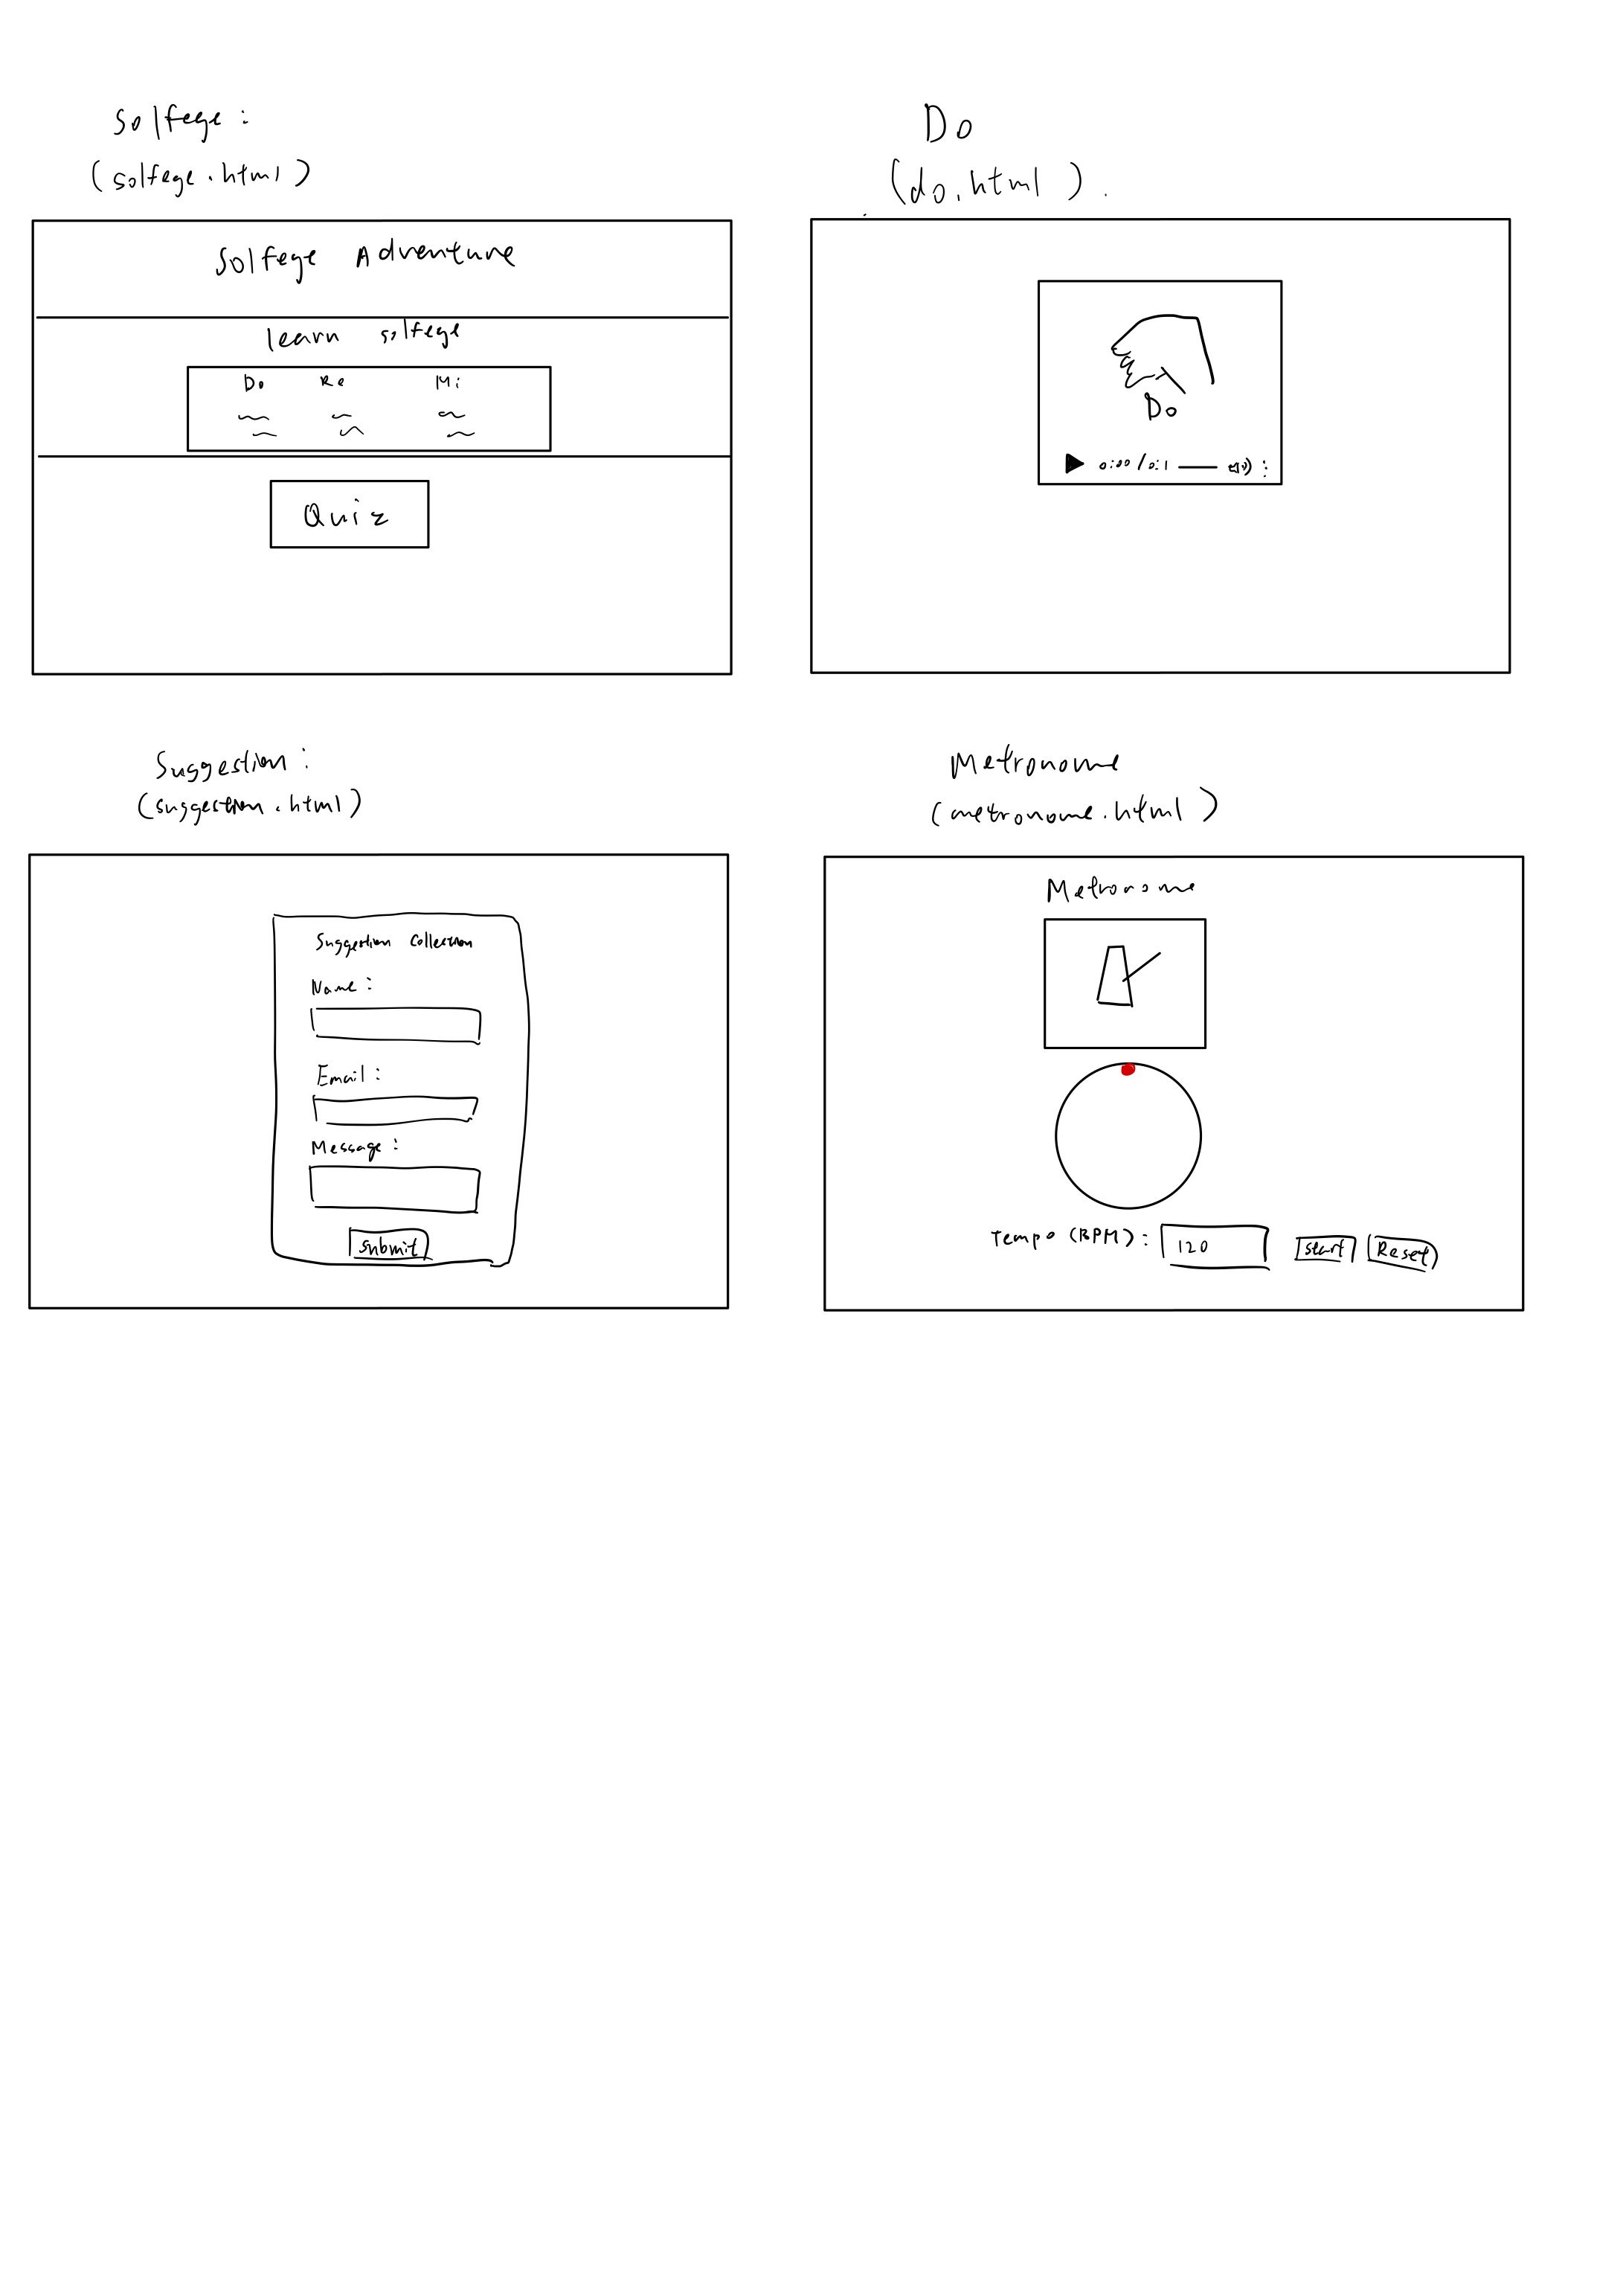 Solfege :
(solfege.html)
Solfege Adventure
learn solfege
Do Re Mi
Quiz
Do
(do.html).
Do
0:00/0:1
Suggestion :
(suggestion.html)
Suggestion Collection
Name :
Email :
Message :
submit
Metronome
(metronome.html)
Metronome
Tempo (BPM) : 120 start Reset